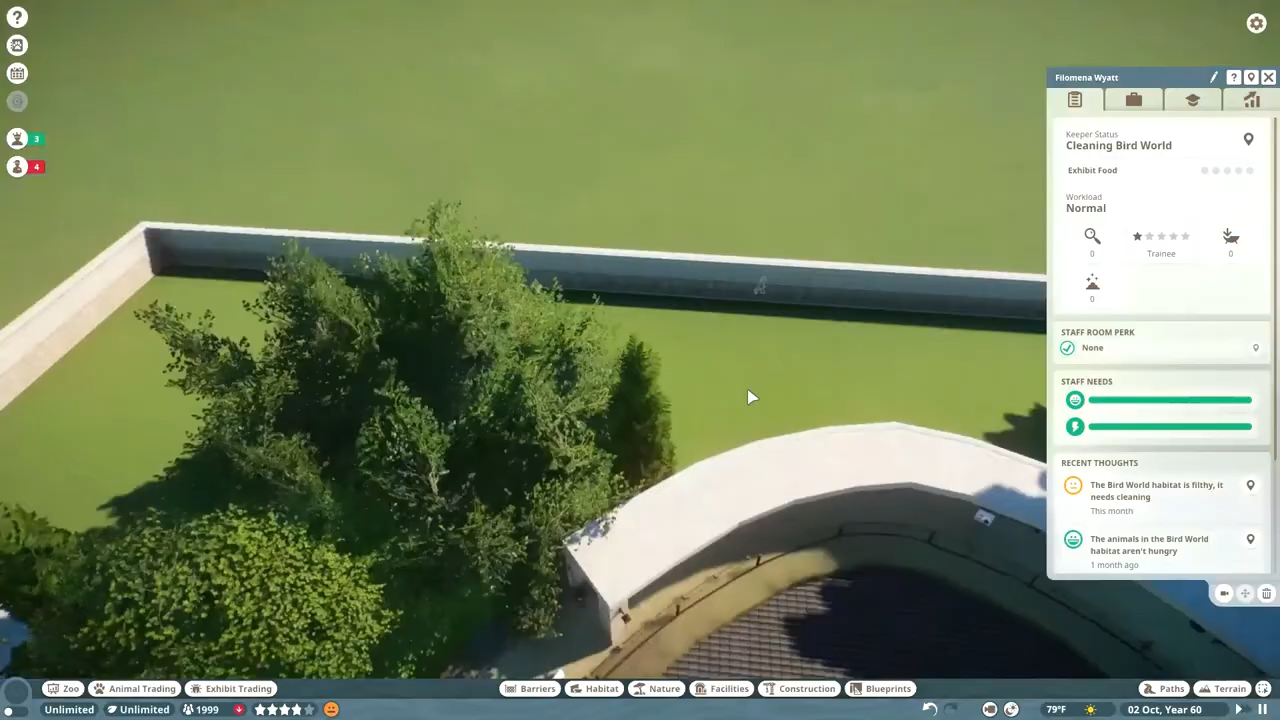 Filomena Wyatt
?
3
4
Keeper Status
Cleaning Bird World
Exhibit Food
Workload
Normal
0
Trainee
0
0
STAFF ROOM PERK
None
STAFF NEEDS
RECENT THOUGHTS
The Bird World habitat is filthy, it
needs cleaning
This month
The animals in the Bird World
habitat aren't hungry
1 month ago
Zoo
Animal Trading
Exhibit Trading
Barriers
Habitat
Nature
Facilities
Construction
Blueprints
Paths
Terrain
Unlimited
Unlimited
1999
79°F
02 Oct, Year 60